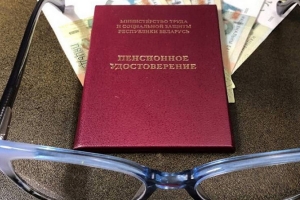 МИНИСТЕРСТВО ТРУДА
И СОЦИАЛЬНОЙ ЗАЩИТЫ
РЕСПУБЛИКИ БЕЛАРУСЬ
ПЕНСИОННОЕ
УДОСТОВЕРЕНИЕ